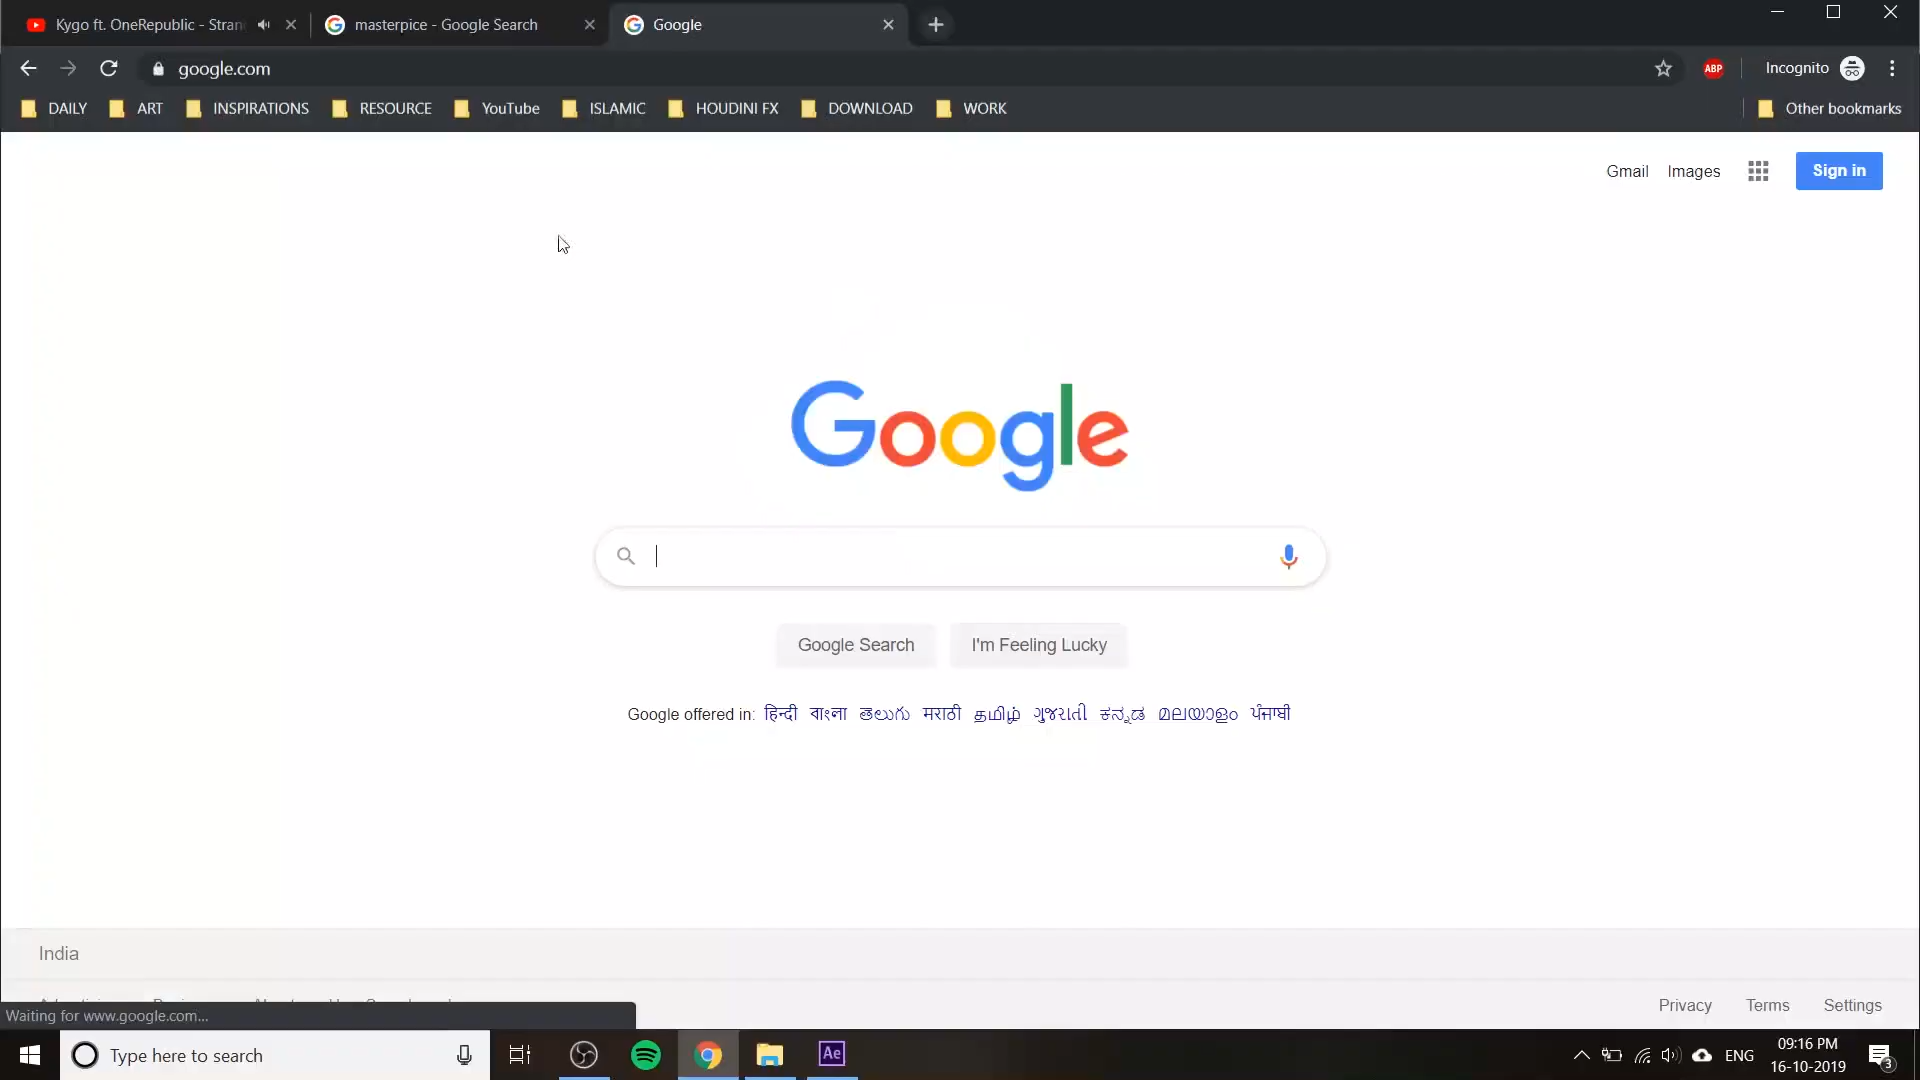 Kygo ft. OneRepublic - Stran
masterpice - Google Search
Google
google.com
ABP
Incognito
DAILY
ART
INSPIRATIONS
RESOURCE
YouTube
ISLAMIC
HOUDINI FX
DOWNLOAD
WORK
Other bookmarks
Gmail
Images
Sign in
Google
Google Search
I'm Feeling Lucky
Google offered in: हिन्दी বাংলা తెలుగు मराठी தமிழ் ગુજરાતી ಕನ್ನಡ മലയാളം ਪੰਜਾਬੀ
India
Privacy
Terms
Settings
Waiting for www.google.com...
Type here to search
Ae
ENG
09:16 PM
16-10-2019
3